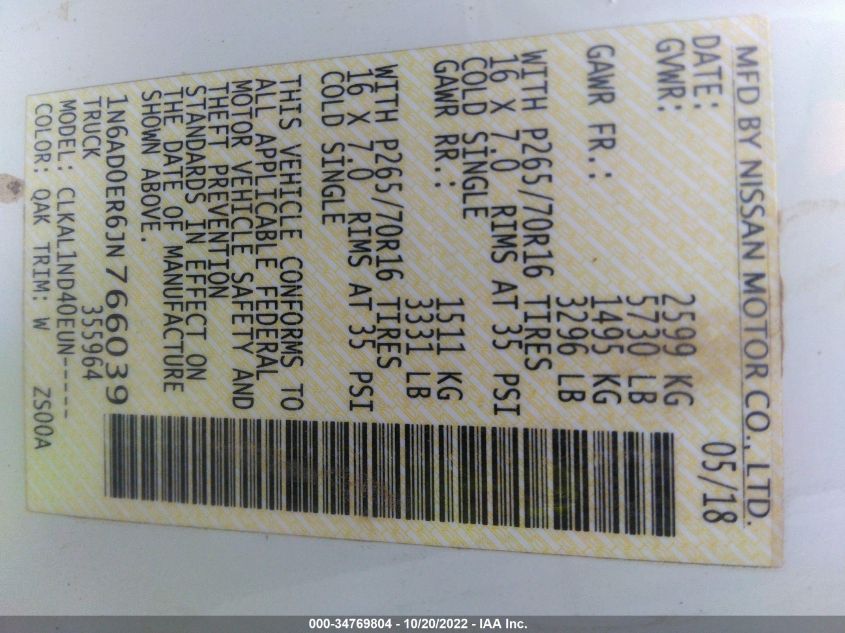 MFD BY NISSAN MOTOR CO., LTD.
DATE: 05/18
GVWR: 2599 KG
5730 LB
GAWR FR.: 1495 KG
3296 LB
WITH P265/70R16 TIRES
16 X 7.0 RIMS AT 35 PSI
COLD SINGLE
GAWR RR.: 1511 KG
3331 LB
WITH P265/70R16 TIRES
16 X 7.0 RIMS AT 35 PSI
COLD SINGLE
THIS VEHICLE CONFORMS TO
ALL APPLICABLE FEDERAL
MOTOR VEHICLE SAFETY AND
THEFT PREVENTION
STANDARDS IN EFFECT ON
THE DATE OF MANUFACTURE
SHOWN ABOVE.
1N6AD0ER6JN766039
TRUCK 355964
MODEL: CLKAL1ND40EUN-----
COLOR: QAK TRIM: W ZS00A
000-34769804 - 10/20/2022 - IAA Inc.